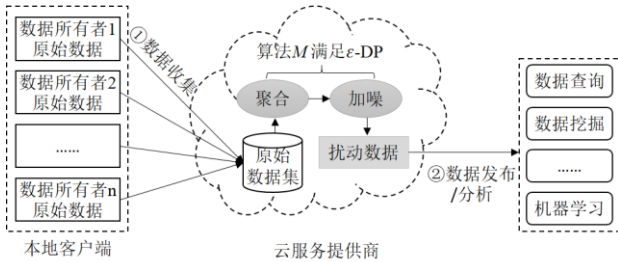 数据所有者1
原始数据
数据所有者2
原始数据
……
数据所有者n
原始数据
本地客户端
①数据收集
算法M满足ε-DP
聚合
加噪
原始
数据集
扰动数据
云服务提供商
②数据发布
/分析
数据查询
数据挖掘
……
机器学习